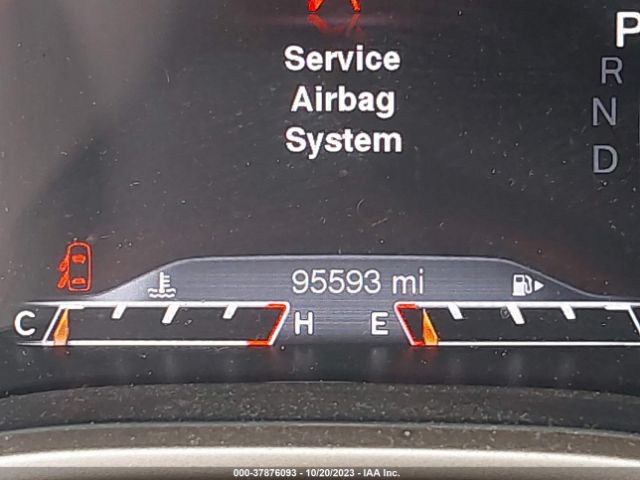 P
Service
R
Airbag
N
System
D
95593 mi
C H E
000-37876093 - 10/20/2023 - IAA Inc.